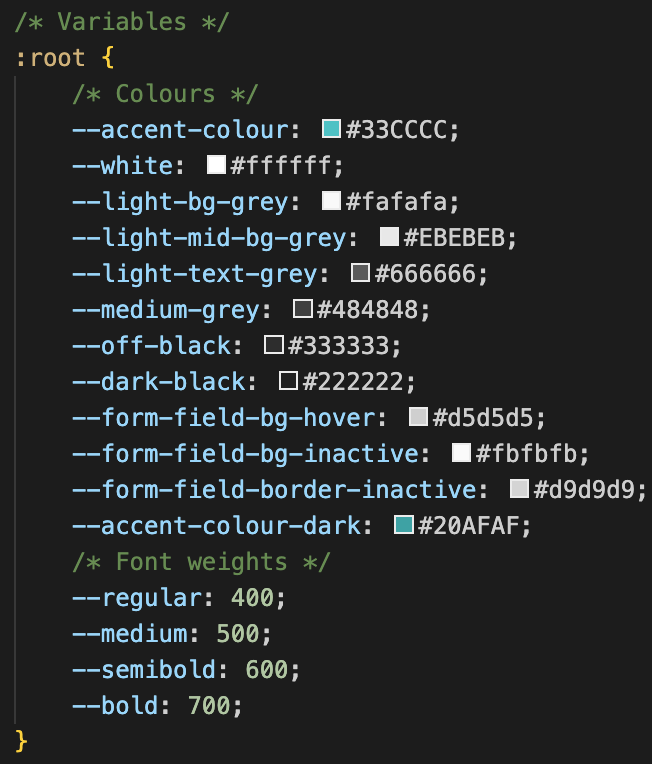 /* Variables */
:root {
/* Colours */
--accent-colour: #33CCCC;
--white: #ffffff;
--light-bg-grey: #fafafa;
--light-mid-bg-grey: #EBEBEB;
--light-text-grey: #666666;
--medium-grey: #484848;
--off-black: #333333;
--dark-black: #222222;
--form-field-bg-hover: #d5d5d5;
--form-field-bg-inactive: #fbfbfb;
--form-field-border-inactive: #d9d9d9;
--accent-colour-dark: #20AFAF;
/* Font weights */
--regular: 400;
--medium: 500;
--semibold: 600;
--bold: 700;
}